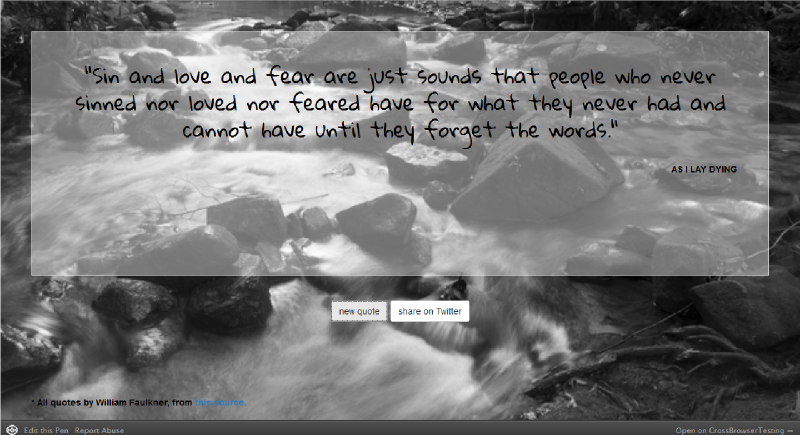 "Sin and love and fear are just sounds that people who never
sinned nor loved nor feared have for what they never had and
cannot have until they forget the words."
AS I LAY DYING
new quote
share on Twitter
* All quotes by William Faulkner, from this source.
Edit this Pen Report Abuse
Open on CrossBrowserTesting